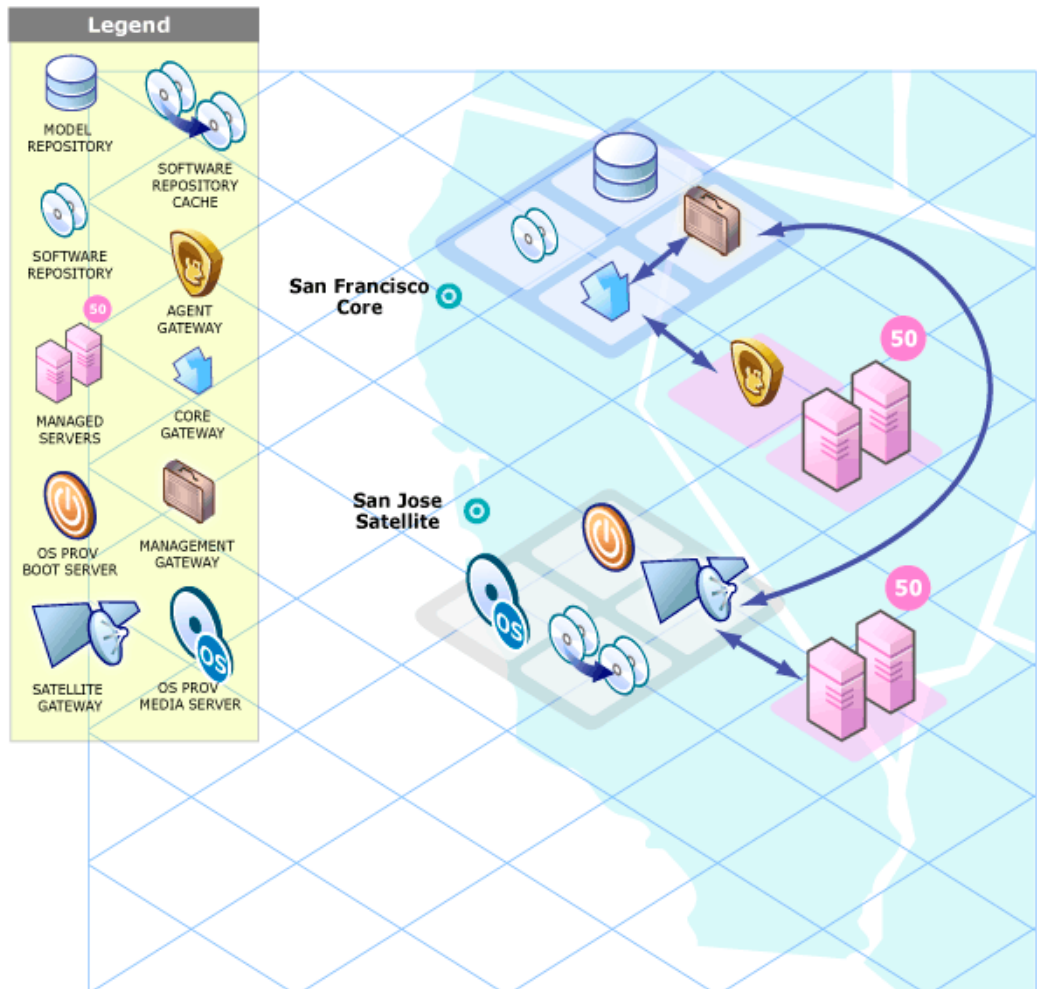 Legend
MODEL
REPOSITORY
SOFTWARE
REPOSITORY
CACHE
SOFTWARE
REPOSITORY
AGENT
GATEWAY
50
MANAGED
SERVERS
CORE
GATEWAY
OS PROV
BOOT SERVER
MANAGEMENT
GATEWAY
OS
SATELLITE
GATEWAY
OS PROV
MEDIA SERVER
San Francisco
Core
50
San Jose
Satellite
OS
50